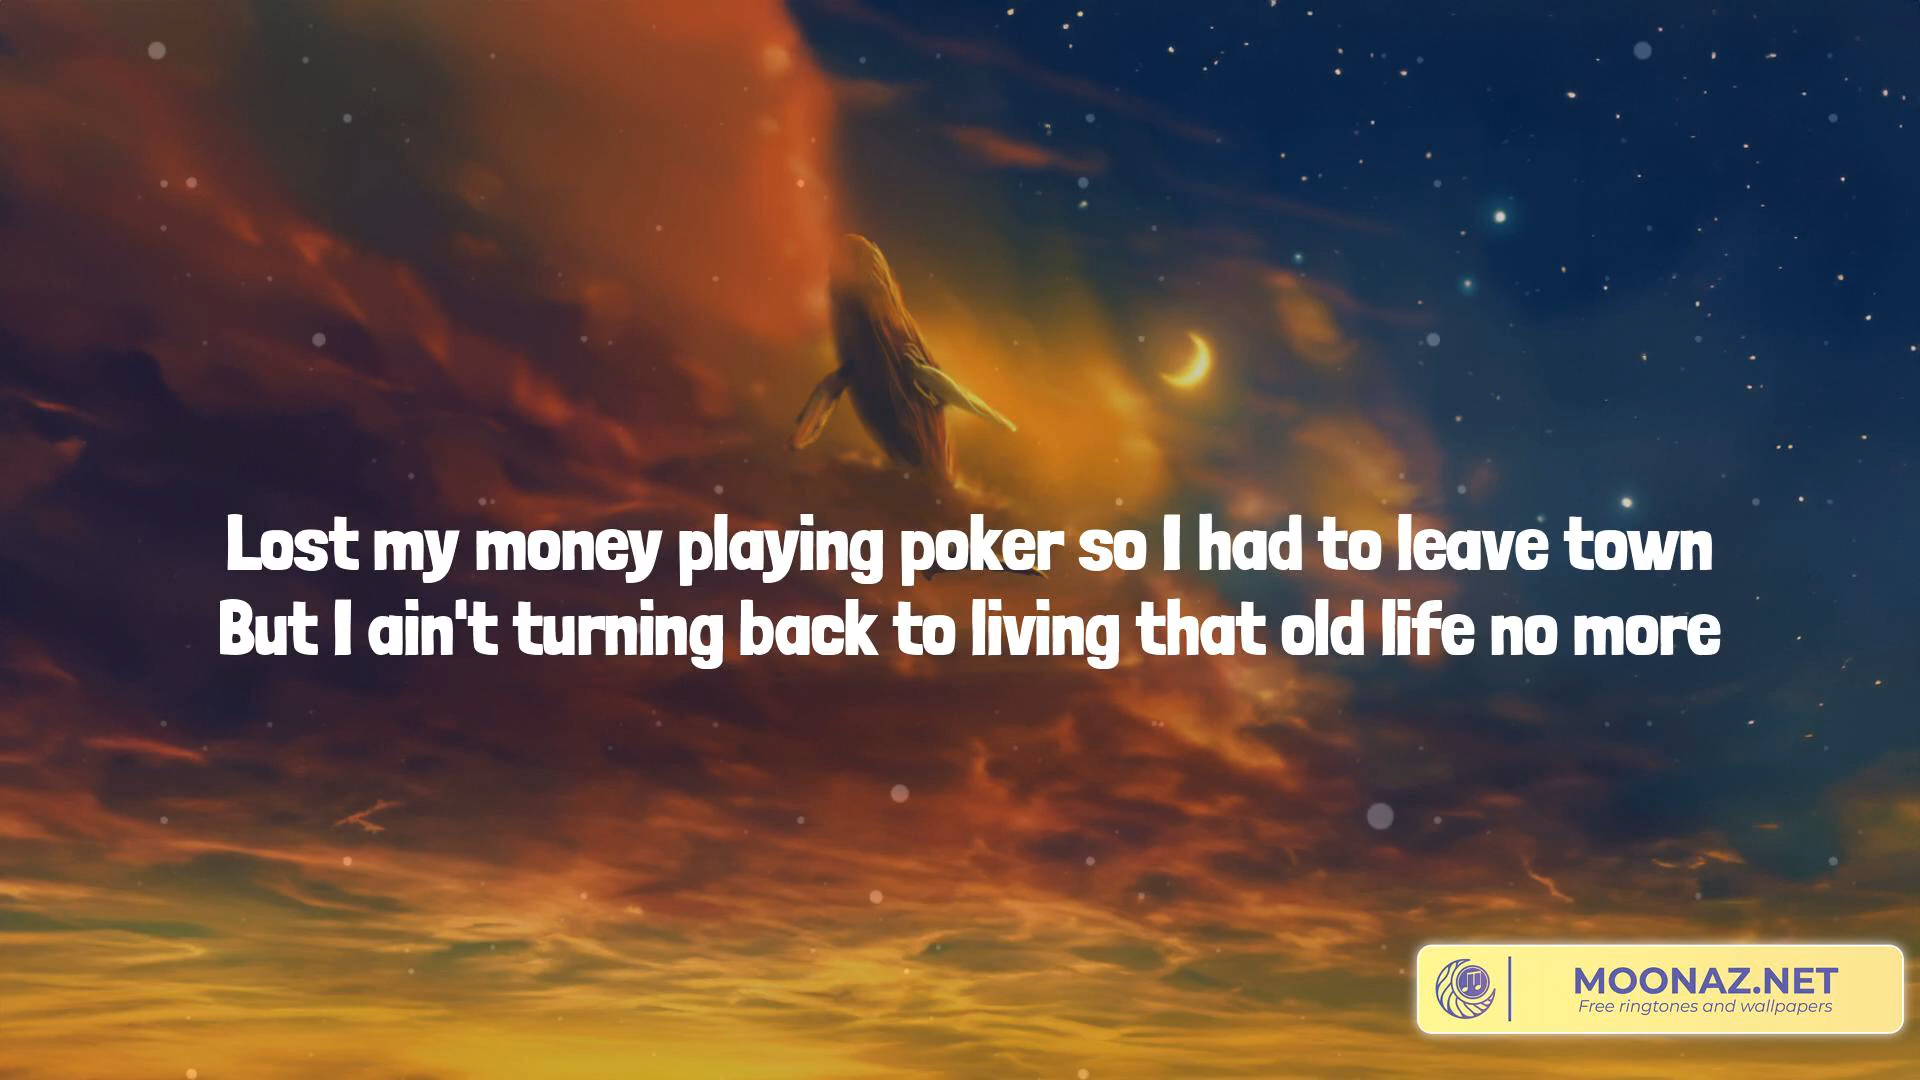 Lost my money playing poker so I had to leave town
But I ain't turning back to living that old life no more
MOONAZ.NET
Free ringtones and wallpapers